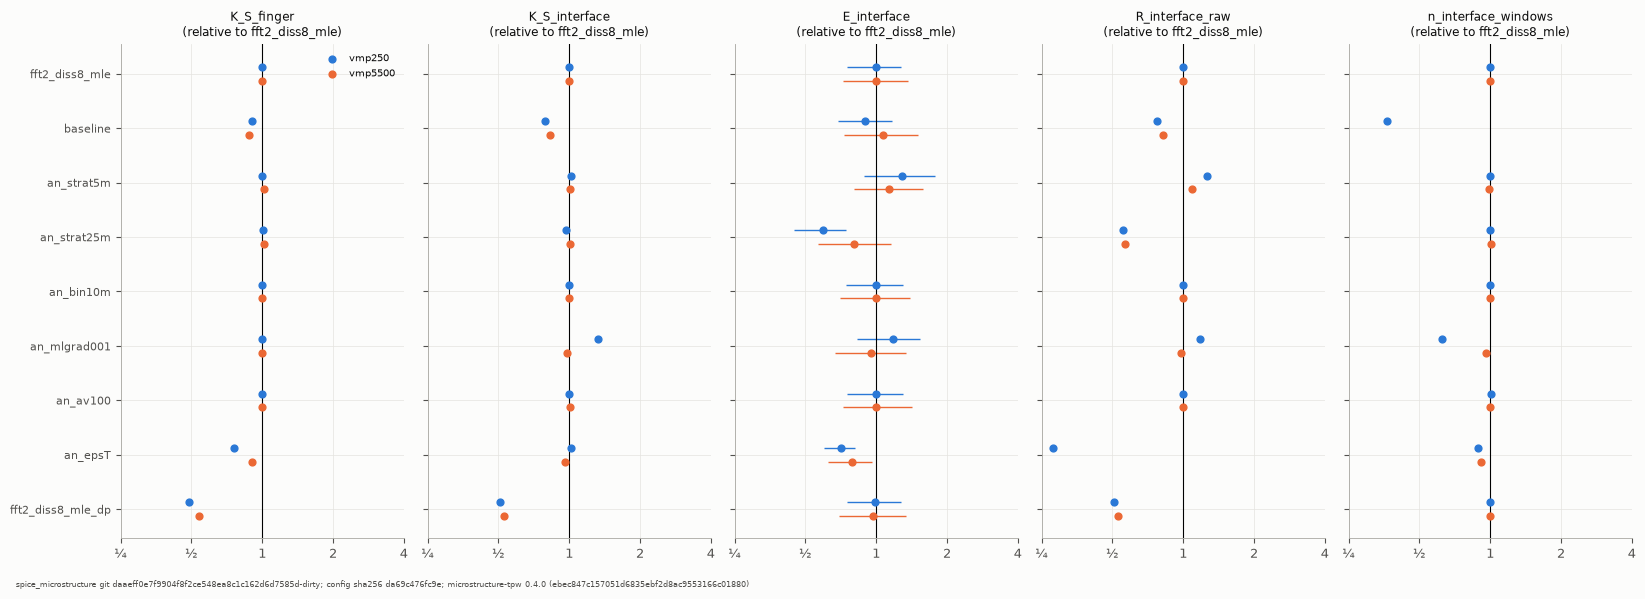 K_S_finger
(relative to fft2_diss8_mle)
K_S_interface
(relative to fft2_diss8_mle)
E_interface
(relative to fft2_diss8_mle)
R_interface_raw
(relative to fft2_diss8_mle)
n_interface_windows
(relative to fft2_diss8_mle)
vmp250
vmp5500
fft2_diss8_mle
baseline
an_strat5m
an_strat25m
an_bin10m
an_mlgrad001
an_av100
an_epsT
fft2_diss8_mle_dp
¼ ½ 1 2 4
¼ ½ 1 2 4
¼ ½ 1 2 4
¼ ½ 1 2 4
¼ ½ 1 2 4
spice_microstructure git daaeff0e7f9904f8f2ce548ea8c1c162d6d7585d-dirty; config sha256 da69c476fc9e; microstructure-tpw 0.4.0 (ebec847c157051d6835ebf2d8ac9553166c01880)